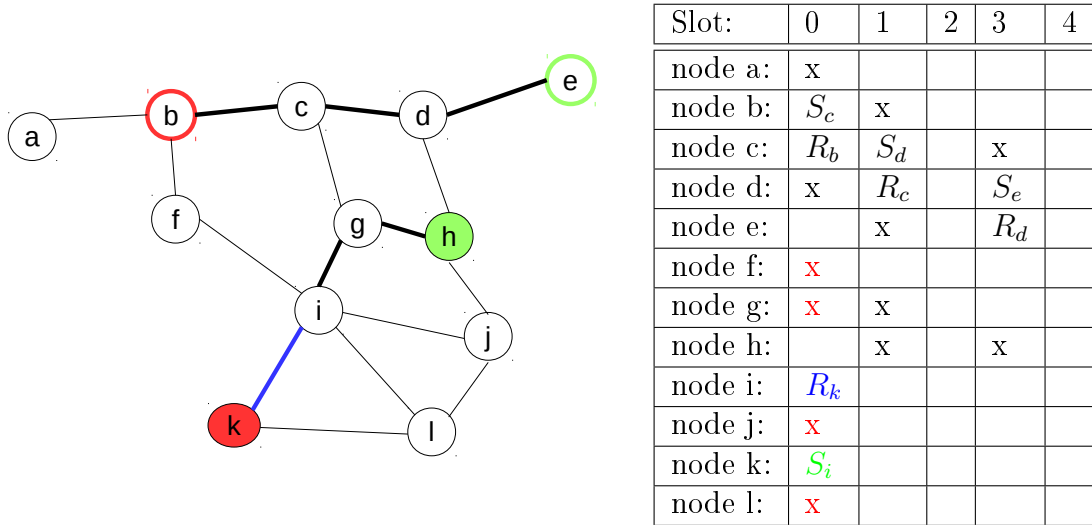 a
b
c
d
e
f
g
h
i
j
k
l
Slot: 0 1 2 3 4
node a: x
node b: S_c x
node c: R_b S_d x
node d: x R_c S_e
node e: x R_d
node f: x
node g: x x
node h: x x
node i: R_k
node j: x
node k: S_i
node l: x